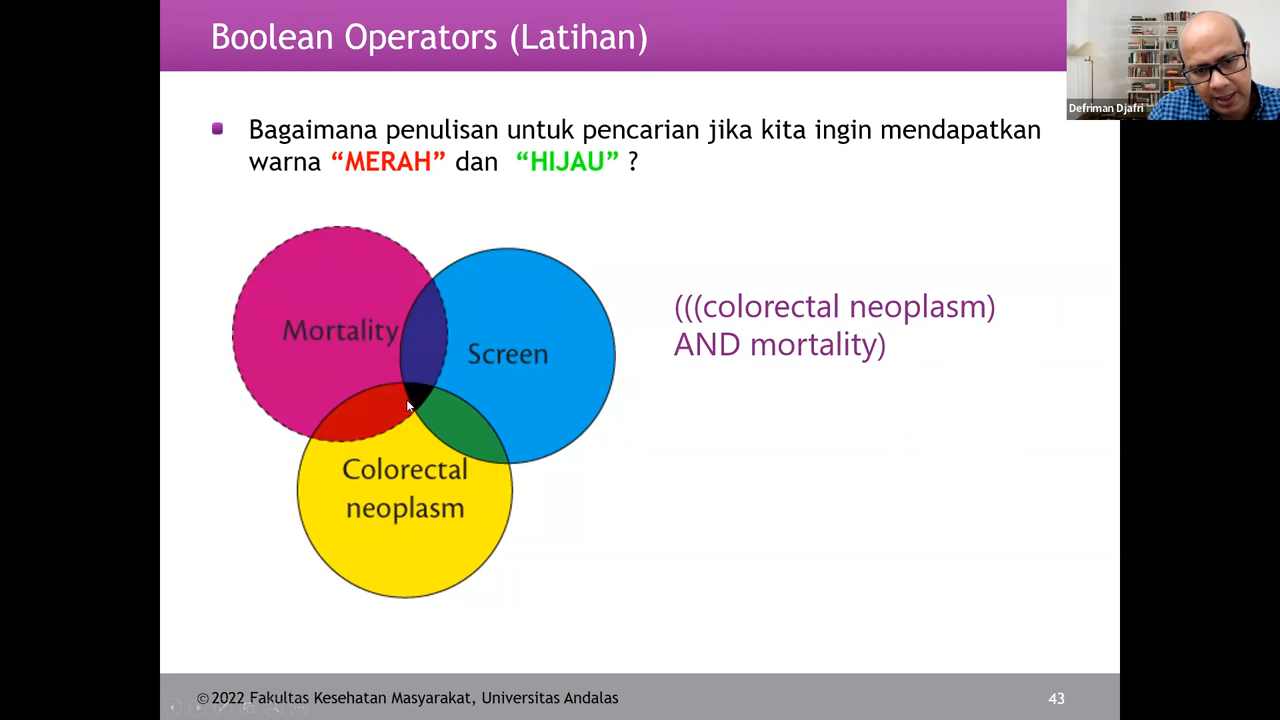 Boolean Operators (Latihan)
Defriman Djafri
Bagaimana penulisan untuk pencarian jika kita ingin mendapatkan
warna “MERAH” dan “HIJAU” ?
Mortality
Screen
Colorectal
neoplasm
(((colorectal neoplasm)
AND mortality)
©2022 Fakultas Kesehatan Masyarakat, Universitas Andalas
43